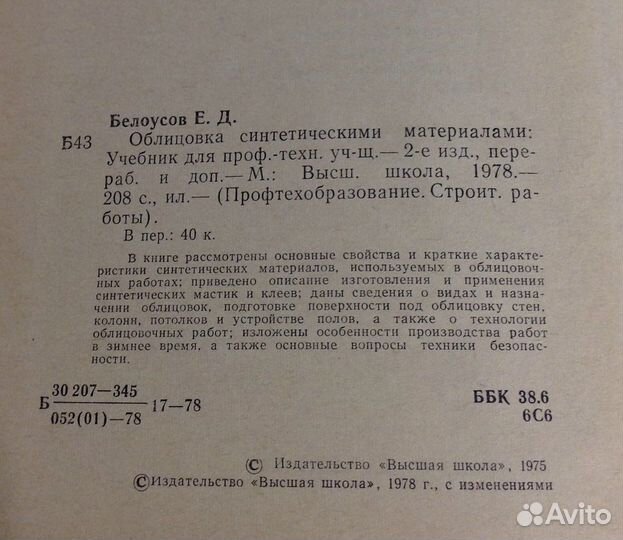 Белоусов Е. Д.
Б43 Облицовка синтетическими материалами:
Учебник для проф.-техн. уч-щ.— 2-е изд., пере-
раб. и доп.— М.: Высш. школа, 1978.—
208 с., ил.— (Профтехобразование. Строит. ра-
боты).
В пер.: 40 к.
В книге рассмотрены основные свойства и краткие характе-
ристики синтетических материалов, используемых в облицовоч-
ных работах; приведено описание изготовления и применения
синтетических мастик и клеев; даны сведения о видах и назна-
чении облицовок, подготовке поверхности под облицовку стен,
колонн, потолков и устройстве полов, а также о технологии
облицовочных работ; изложены особенности производства работ
в зимнее время, а также основные вопросы техники безопас-
ности.
30 207—345
Б 17—78
052(01)—78
ББК 38.6
6С6
© Издательство «Высшая школа», 1975
© Издательство «Высшая школа», 1978 г., с изменениями
Avito